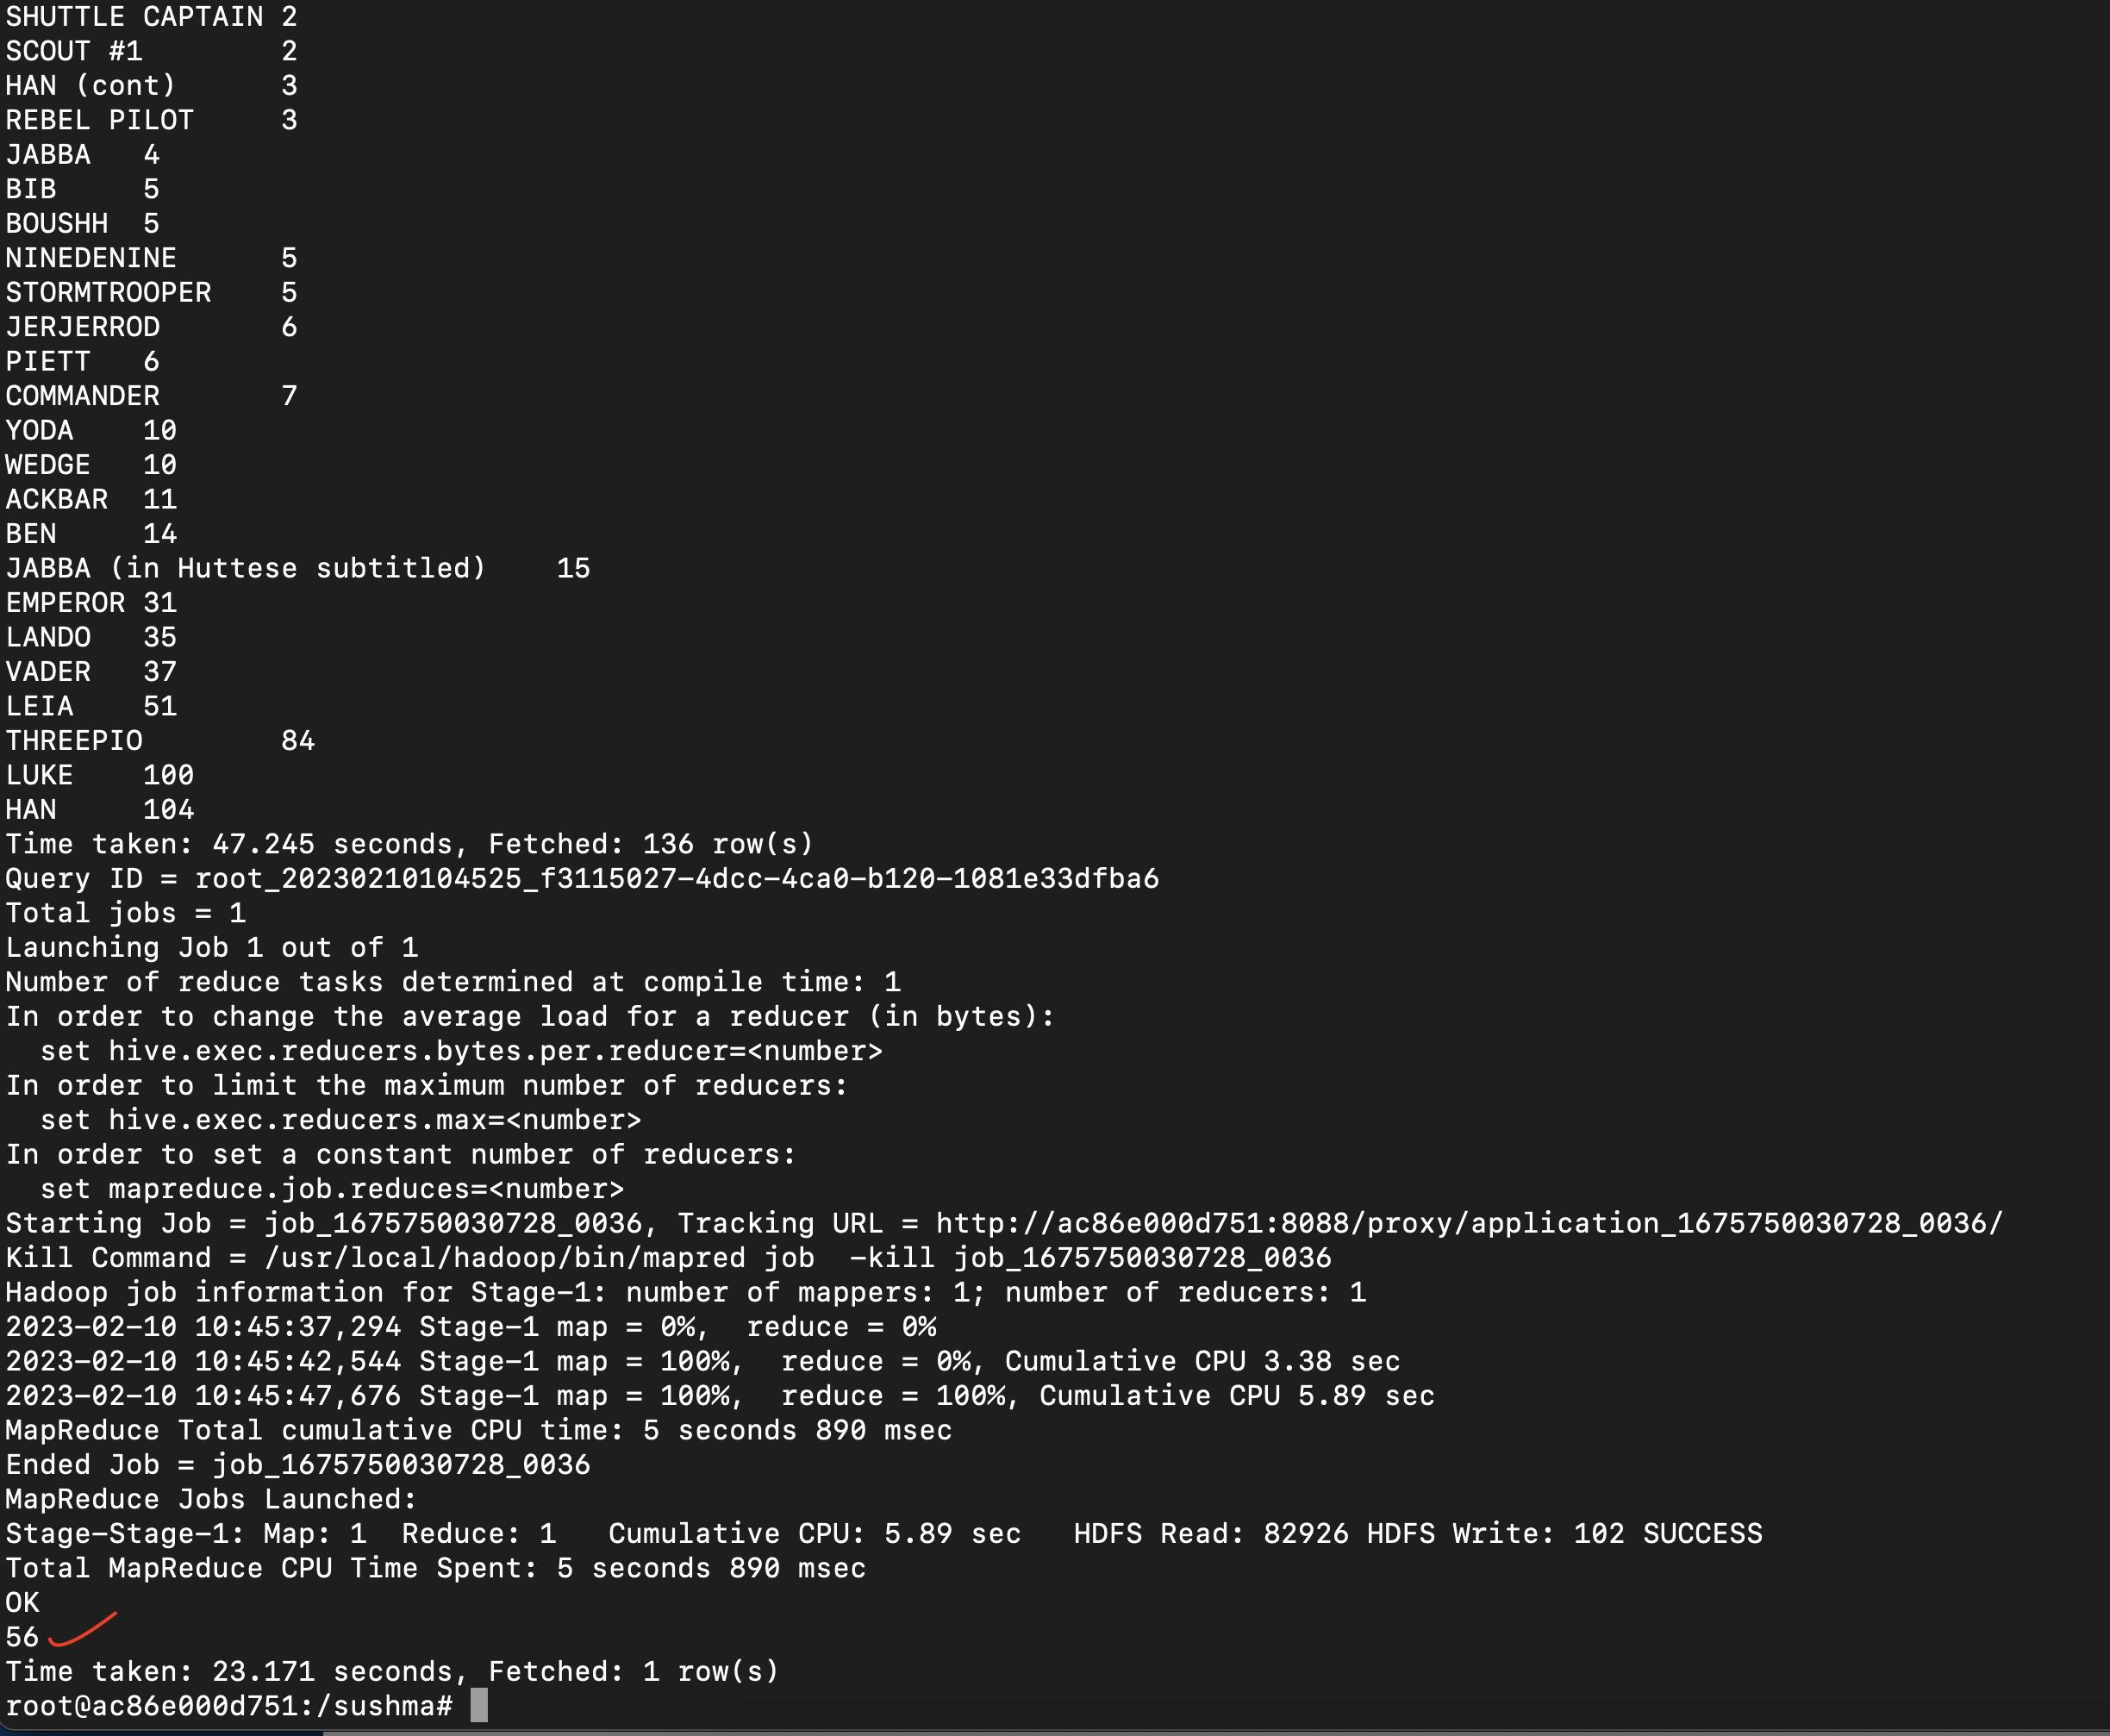 SHUTTLE CAPTAIN 2
SCOUT #1        2
HAN (cont)      3
REBEL PILOT     3
JABBA   4
BIB     5
BOUSHH  5
NINEDENINE      5
STORMTROOPER    5
JERJERROD       6
PIETT   6
COMMANDER       7
YODA    10
WEDGE   10
ACKBAR  11
BEN     14
JABBA (in Huttese subtitled)    15
EMPEROR 31
LANDO   35
VADER   37
LEIA    51
THREEPIO        84
LUKE    100
HAN     104
Time taken: 47.245 seconds, Fetched: 136 row(s)
Query ID = root_20230210104525_f3115027-4dcc-4ca0-b120-1081e33dfba6
Total jobs = 1
Launching Job 1 out of 1
Number of reduce tasks determined at compile time: 1
In order to change the average load for a reducer (in bytes):
  set hive.exec.reducers.bytes.per.reducer=<number>
In order to limit the maximum number of reducers:
  set hive.exec.reducers.max=<number>
In order to set a constant number of reducers:
  set mapreduce.job.reduces=<number>
Starting Job = job_1675750030728_0036, Tracking URL = http://ac86e000d751:8088/proxy/application_1675750030728_0036/
Kill Command = /usr/local/hadoop/bin/mapred job  -kill job_1675750030728_0036
Hadoop job information for Stage-1: number of mappers: 1; number of reducers: 1
2023-02-10 10:45:37,294 Stage-1 map = 0%,  reduce = 0%
2023-02-10 10:45:42,544 Stage-1 map = 100%,  reduce = 0%, Cumulative CPU 3.38 sec
2023-02-10 10:45:47,676 Stage-1 map = 100%,  reduce = 100%, Cumulative CPU 5.89 sec
MapReduce Total cumulative CPU time: 5 seconds 890 msec
Ended Job = job_1675750030728_0036
MapReduce Jobs Launched:
Stage-Stage-1: Map: 1  Reduce: 1   Cumulative CPU: 5.89 sec   HDFS Read: 82926 HDFS Write: 102 SUCCESS
Total MapReduce CPU Time Spent: 5 seconds 890 msec
OK
56
Time taken: 23.171 seconds, Fetched: 1 row(s)
root@ac86e000d751:/sushma#